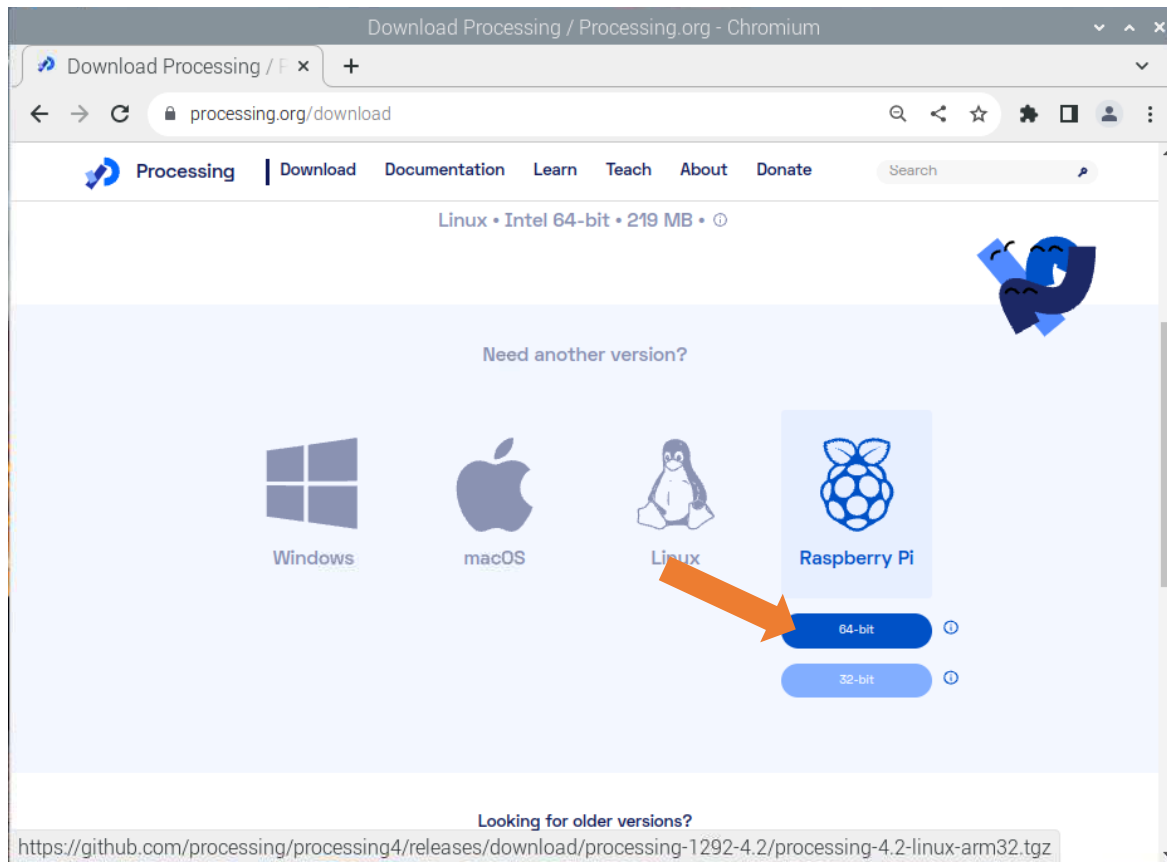 Download Processing / Processing.org - Chromium
Download Processing / P
processing.org/download
Processing Download Documentation Learn Teach About Donate Search
Linux • Intel 64-bit • 219 MB •
Need another version?
Windows macOS Linux Raspberry Pi
64-bit
32-bit
Looking for older versions?
https://github.com/processing/processing4/releases/download/processing-1292-4.2/processing-4.2-linux-arm32.tgz